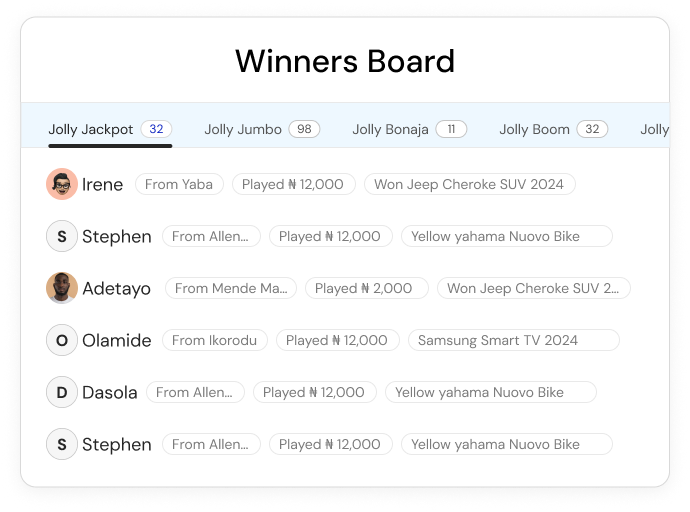 Winners Board
Jolly Jackpot 32 Jolly Jumbo 98 Jolly Bonaja 11 Jolly Boom 32 Jolly
Irene From Yaba Played ₦ 12,000 Won Jeep Cheroke SUV 2024
S Stephen From Allen... Played ₦ 12,000 Yellow yahama Nuovo Bike
Adetayo From Mende Ma... Played ₦ 2,000 Won Jeep Cheroke SUV 2...
O Olamide From Ikorodu Played ₦ 12,000 Samsung Smart TV 2024
D Dasola From Allen... Played ₦ 12,000 Yellow yahama Nuovo Bike
S Stephen From Allen... Played ₦ 12,000 Yellow yahama Nuovo Bike